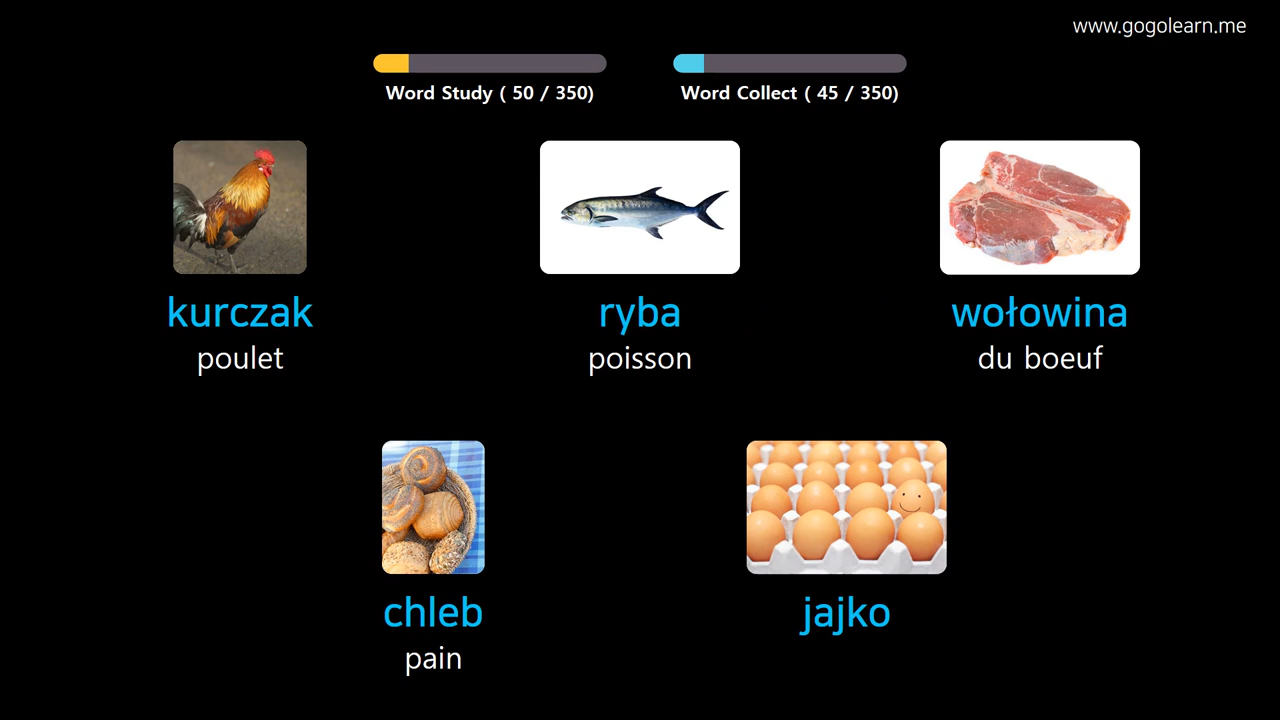 www.gogolearn.me
Word Study ( 50 / 350)
Word Collect ( 45 / 350)
kurczak
poulet
ryba
poisson
wołowina
du boeuf
chleb
pain
jajko